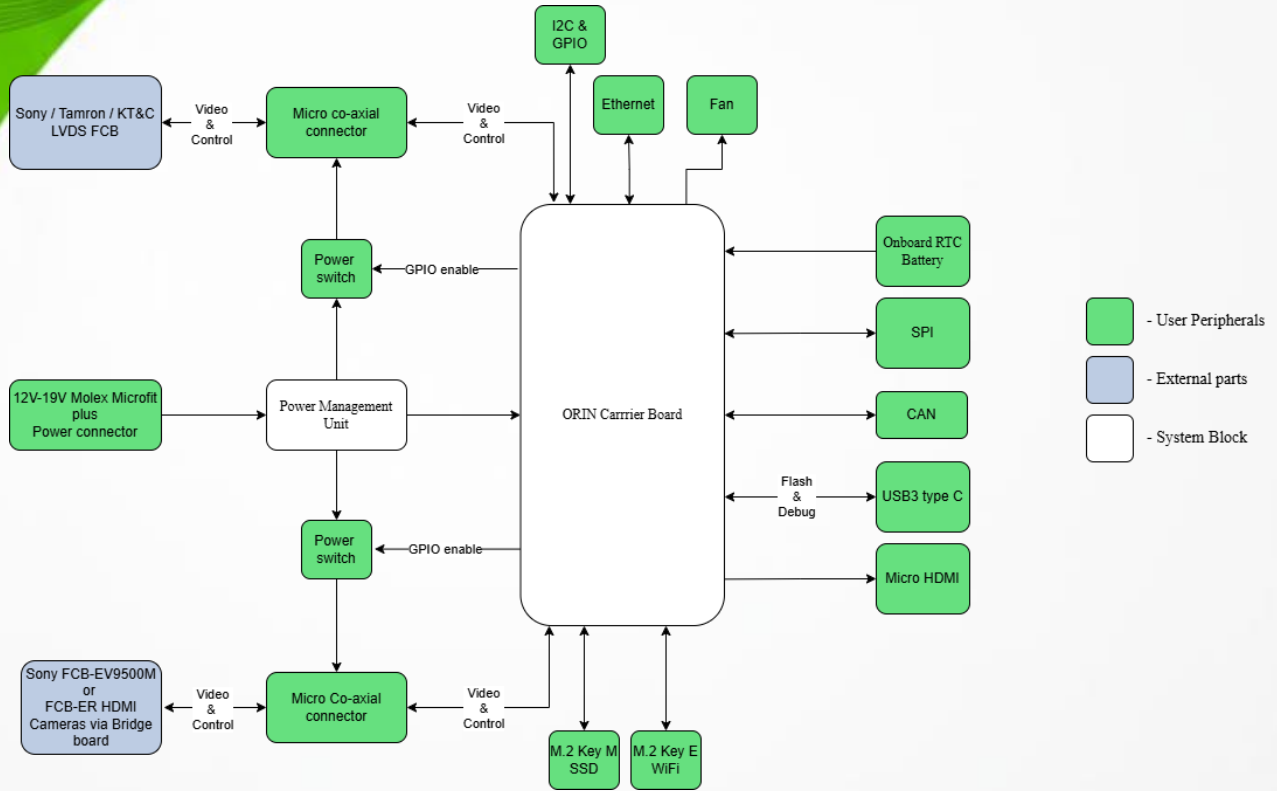 I2C &
GPIO
Ethernet
Fan
Sony / Tamron / KT&C
LVDS FCB
Video
&
Control
Micro co-axial
connector
Video
&
Control
Power
switch
GPIO enable
Onboard RTC
Battery
SPI
12V-19V Molex Microfit
plus
Power connector
Power Management
Unit
ORIN Carrrier Board
CAN
Flash
&
Debug
USB3 type C
Power
switch
GPIO enable
Micro HDMI
Sony FCB-EV9500M
or
FCB-ER HDMI
Cameras via Bridge
board
Video
&
Control
Micro Co-axial
connector
Video
&
Control
M.2 Key M
SSD
M.2 Key E
WiFi
- User Peripherals
- External parts
- System Block